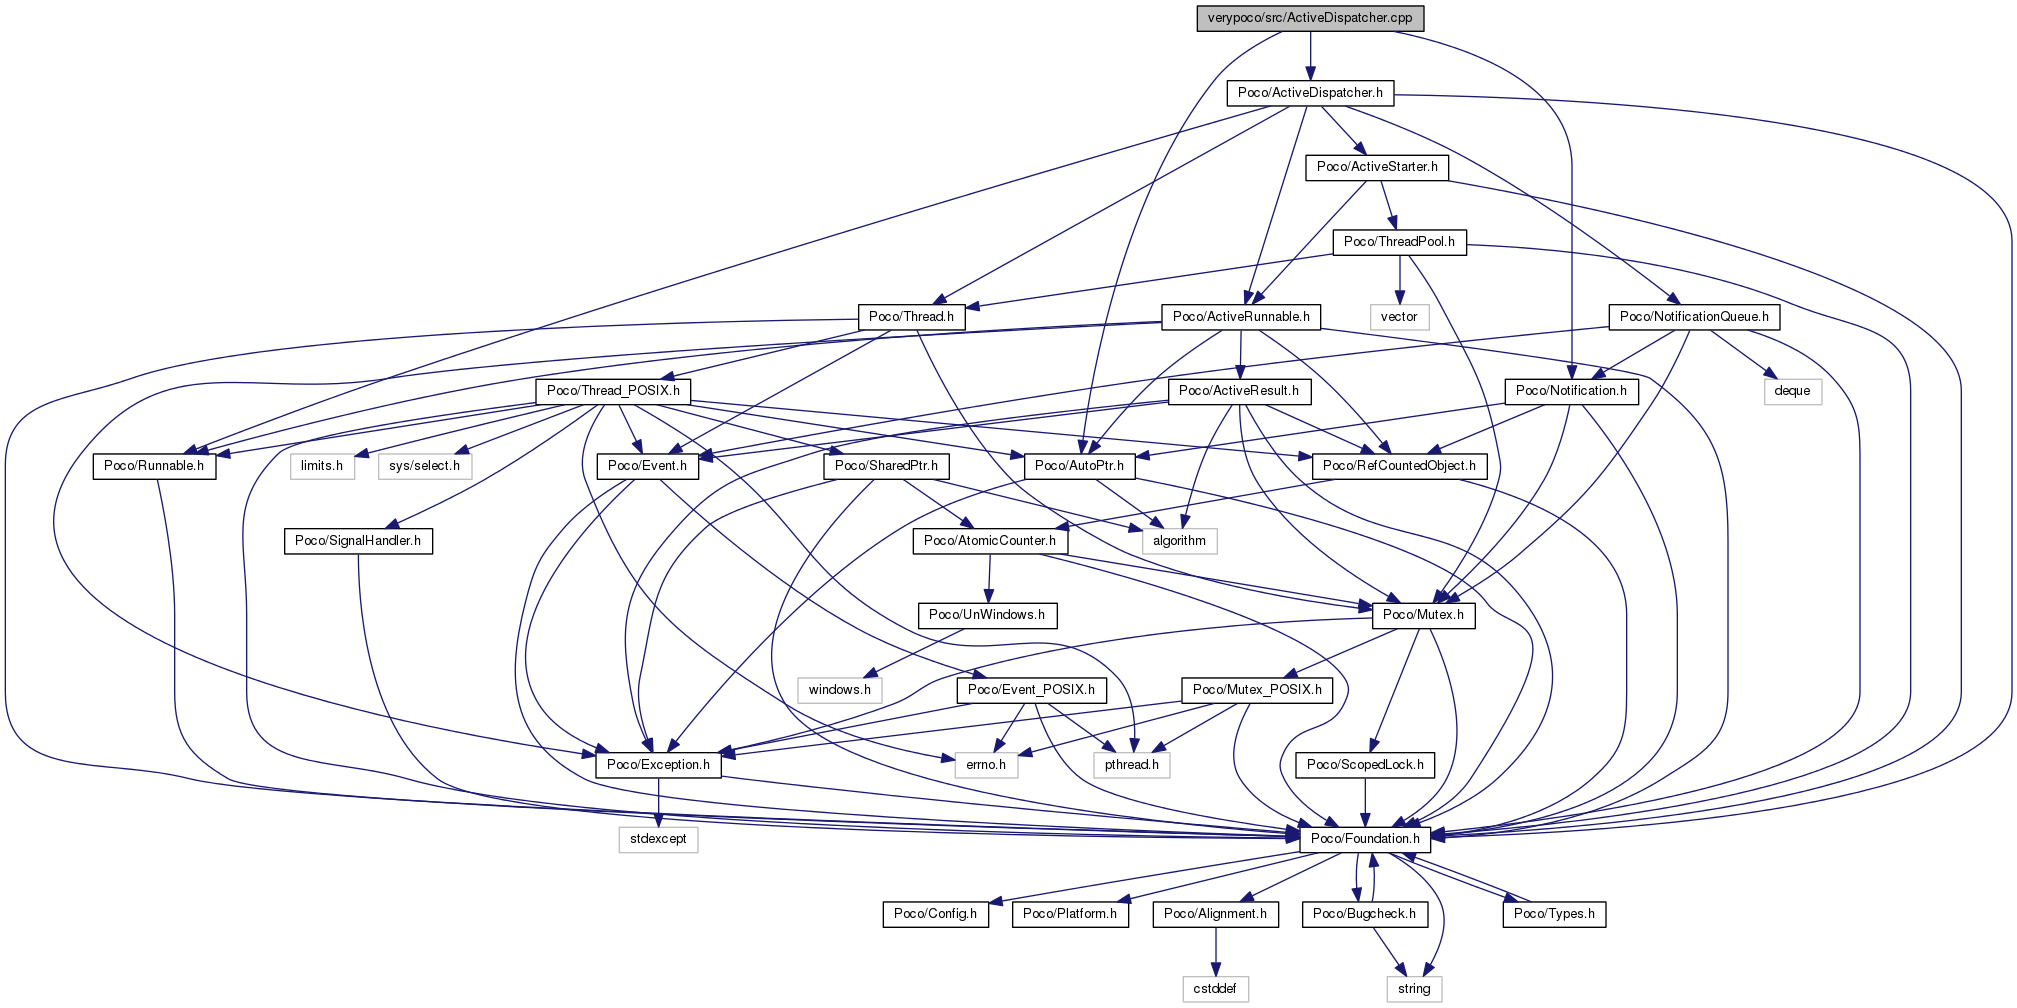 verypoco/src/ActiveDispatcher.cpp
Poco/ActiveDispatcher.h
Poco/ActiveStarter.h
Poco/ThreadPool.h
Poco/Thread.h
Poco/ActiveRunnable.h
vector
Poco/NotificationQueue.h
Poco/Thread_POSIX.h
Poco/ActiveResult.h
Poco/Notification.h
deque
Poco/Runnable.h
limits.h
sys/select.h
Poco/Event.h
Poco/SharedPtr.h
Poco/AutoPtr.h
Poco/RefCountedObject.h
Poco/SignalHandler.h
Poco/AtomicCounter.h
algorithm
Poco/UnWindows.h
Poco/Mutex.h
windows.h
Poco/Event_POSIX.h
Poco/Mutex_POSIX.h
Poco/Exception.h
errno.h
pthread.h
Poco/ScopedLock.h
stdexcept
Poco/Foundation.h
Poco/Config.h
Poco/Platform.h
Poco/Alignment.h
Poco/Bugcheck.h
Poco/Types.h
cstddef
string